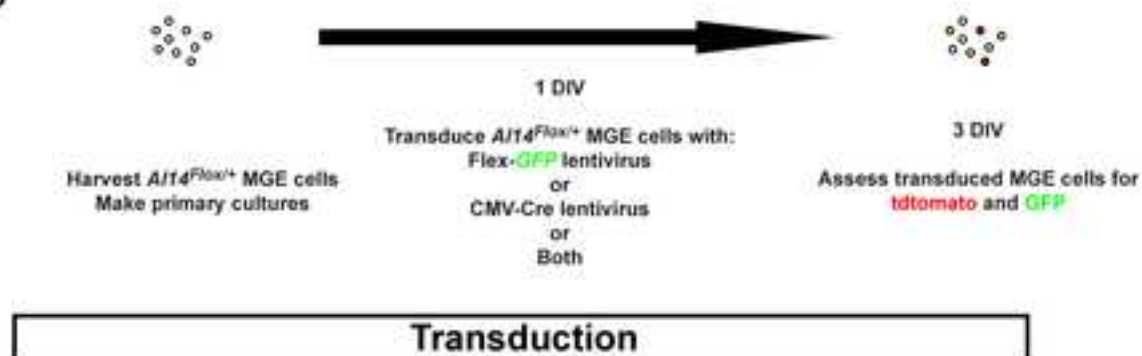 1 DIV
Transduce AI14Flox/+ MGE cells with:
Flex-GFP lentivirus
or
CMV-Cre lentivirus
or
Both
Harvest AI14Flox/+ MGE cells
Make primary cultures
3 DIV
Assess transduced MGE cells for
tdtomato and GFP
Transduction